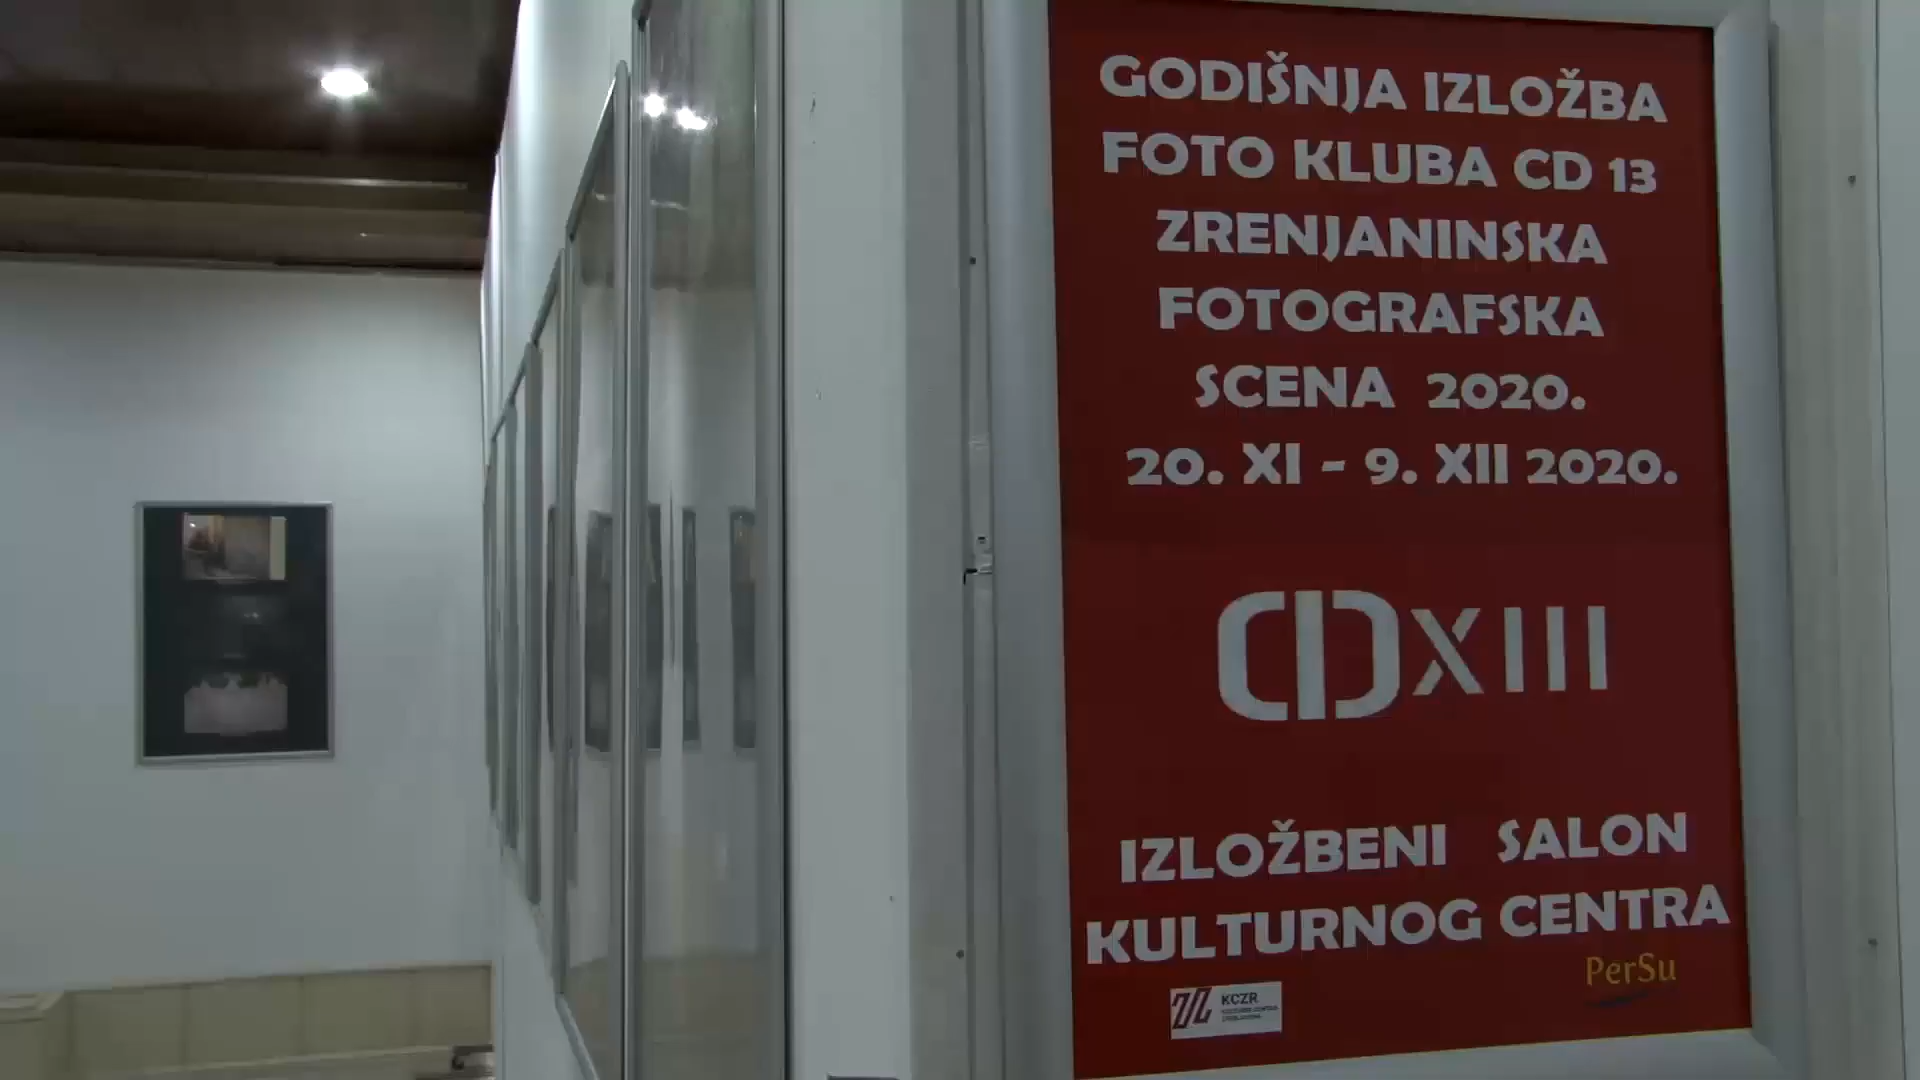 GODIŠNJA IZLOŽBA
FOTO KLUBA CD 13
ZRENJANINSKA
FOTOGRAFSKA
SCENA 2020.
20. XI - 9. XII 2020.
CDXIII
IZLOŽBENI SALON
KULTURNOG CENTRA
PerSu
KCZR